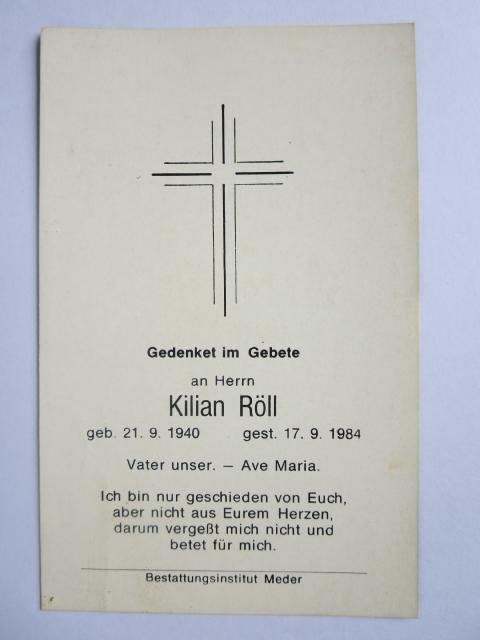 Gedenket im Gebete
an Herrn
Kilian Röll
geb. 21. 9. 1940 gest. 17. 9. 1984
Vater unser. – Ave Maria.
Ich bin nur geschieden von Euch,
aber nicht aus Eurem Herzen,
darum vergeßt mich nicht und
betet für mich.
Bestattungsinstitut Meder